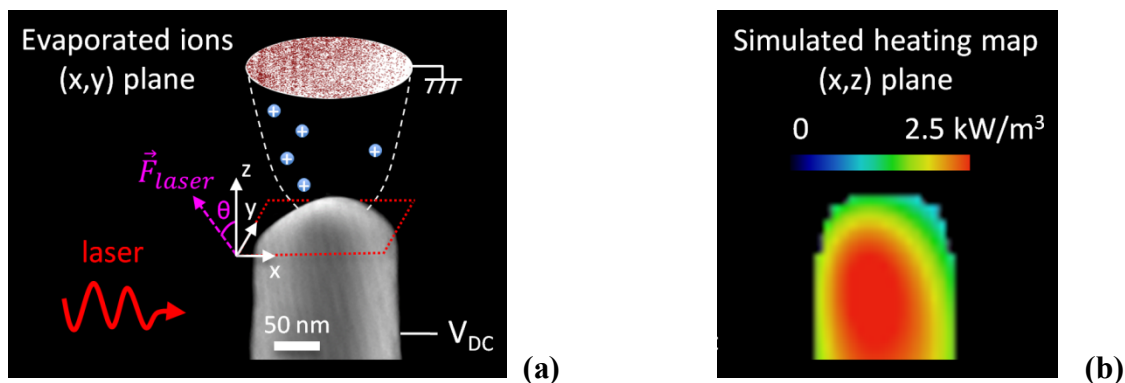 Evaporated ions
(x,y) plane
F⃗laser
θ
z
y
x
laser
50 nm
VDC
(a)
Simulated heating map
(x,z) plane
0 2.5 kW/m³
(b)